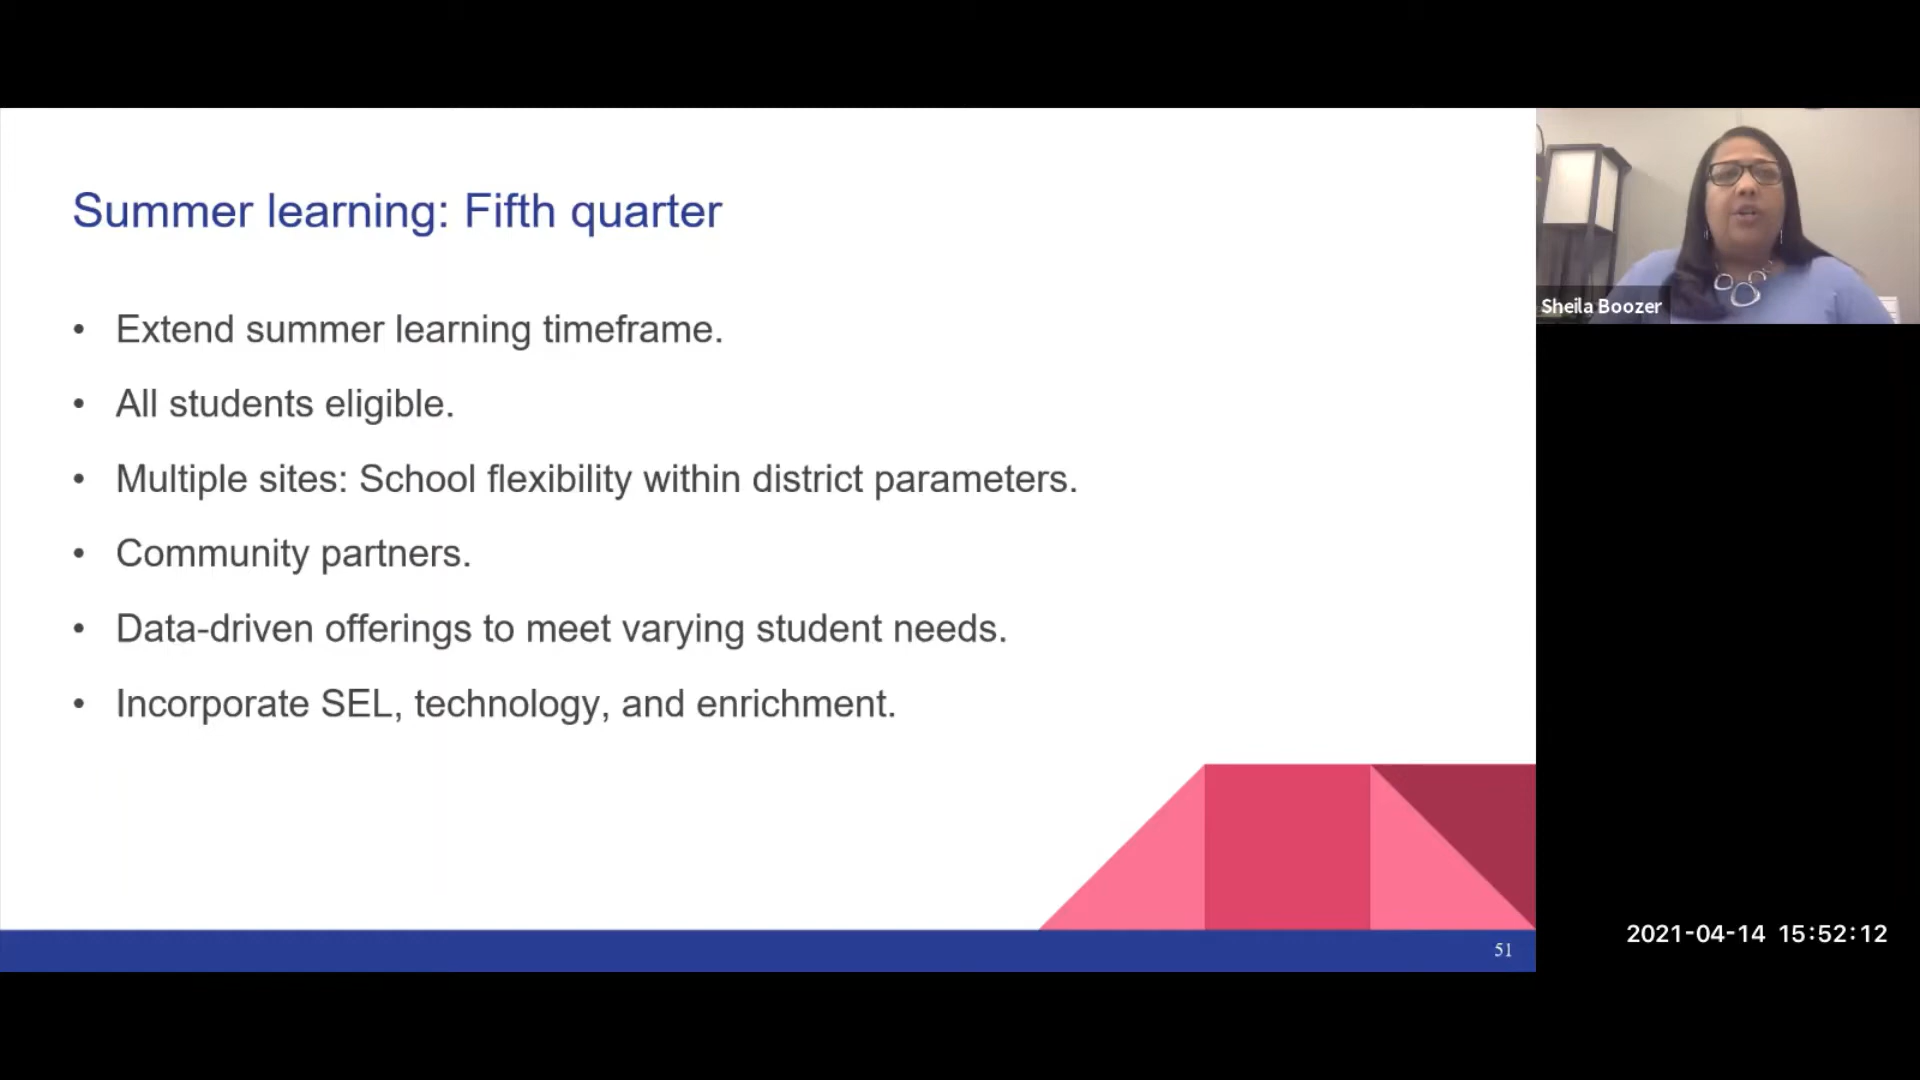 Summer learning: Fifth quarter
• Extend summer learning timeframe.
• All students eligible.
• Multiple sites: School flexibility within district parameters.
• Community partners.
• Data-driven offerings to meet varying student needs.
• Incorporate SEL, technology, and enrichment.
51
Sheila Boozer
2021-04-14 15:52:12